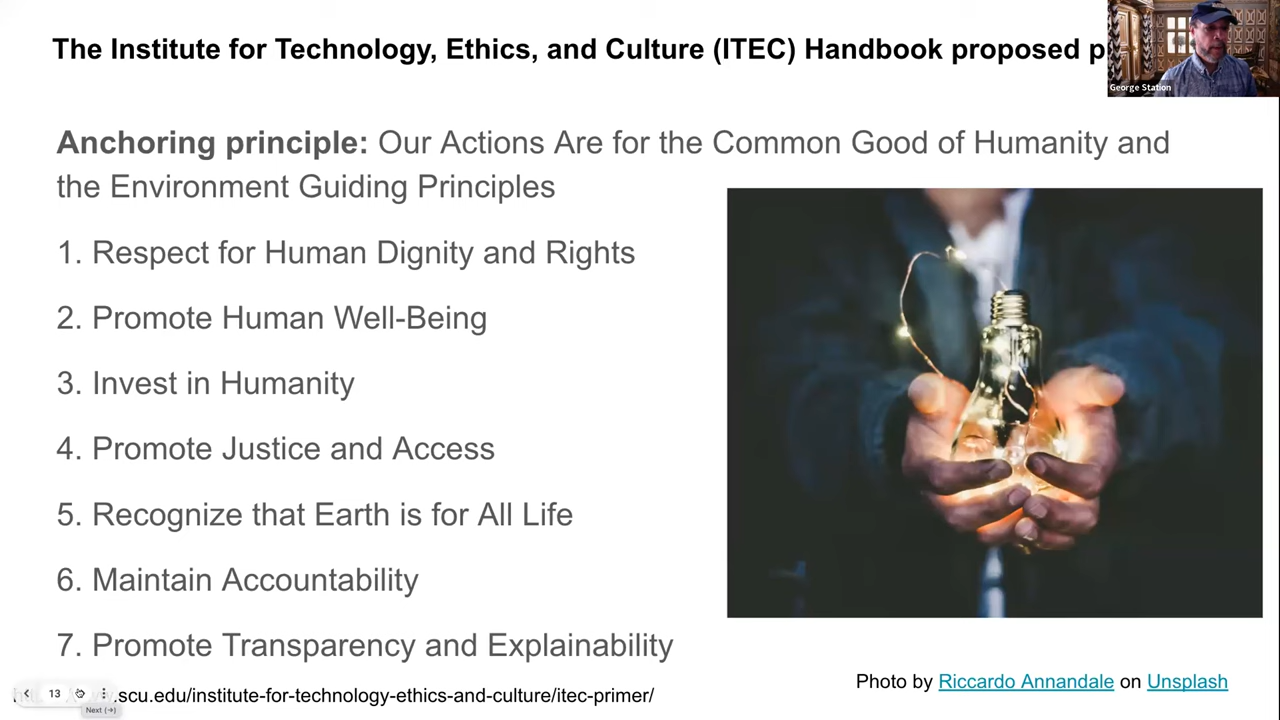 The Institute for Technology, Ethics, and Culture (ITEC) Handbook proposed
George Station
Anchoring principle: Our Actions Are for the Common Good of Humanity and
the Environment Guiding Principles
1. Respect for Human Dignity and Rights
2. Promote Human Well-Being
3. Invest in Humanity
4. Promote Justice and Access
5. Recognize that Earth is for All Life
6. Maintain Accountability
7. Promote Transparency and Explainability
Photo by Riccardo Annandale on Unsplash
13
.scu.edu/institute-for-technology-ethics-and-culture/itec-primer/
Next (→)